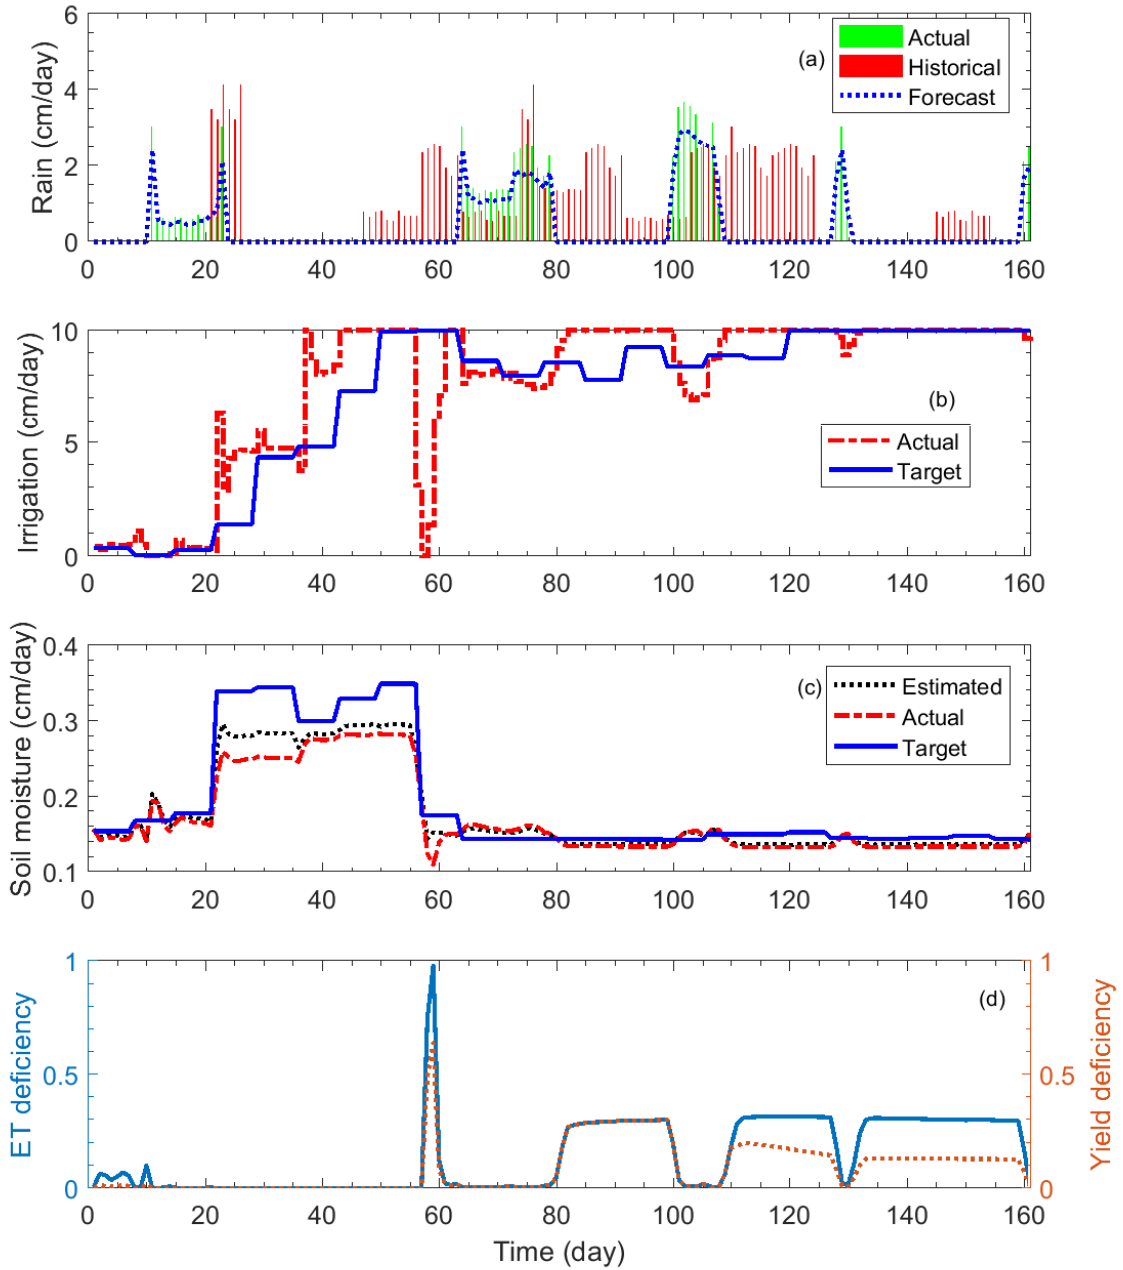 6
4
2
0
Rain (cm/day)
(a)
Actual
Historical
Forecast
0 20 40 60 80 100 120 140 160
10
5
0
Irrigation (cm/day)
(b)
Actual
Target
0 20 40 60 80 100 120 140 160
0.4
0.3
0.2
0.1
Soil moisture (cm/day)
(c)
Estimated
Actual
Target
0 20 40 60 80 100 120 140 160
1 1
0.5 0.5
0 0
ET deficiency
(d)
Yield deficiency
0 20 40 60 80 100 120 140 160
Time (day)